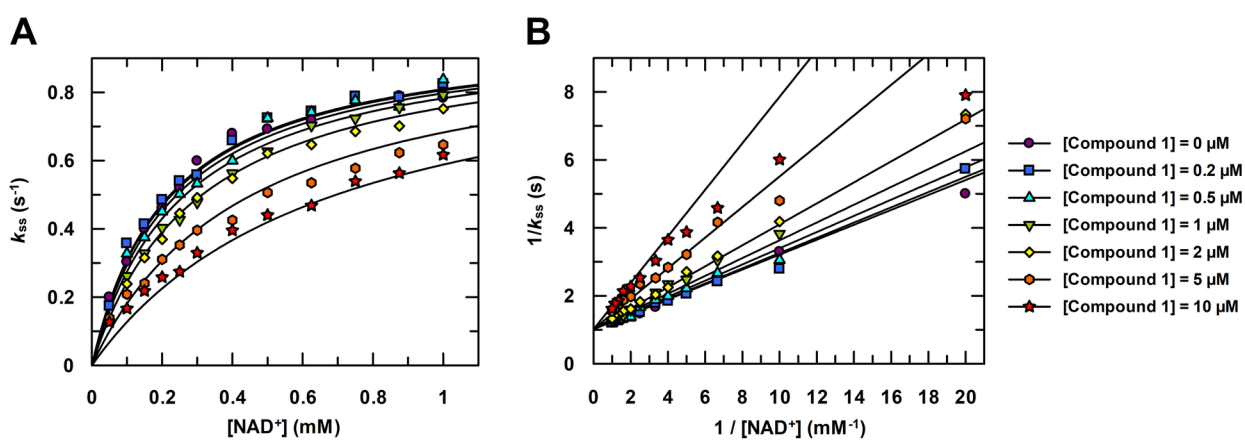 A
B
k_ss (s⁻¹)
0.8
0.6
0.4
0.2
0
0
0.2
0.4
0.6
0.8
1
[NAD⁺] (mM)
1/k_ss (s)
8
6
4
2
0
0
2
4
6
8
10
12
14
16
18
20
1 / [NAD⁺] (mM⁻¹)
[Compound 1] = 0 µM
[Compound 1] = 0.2 µM
[Compound 1] = 0.5 µM
[Compound 1] = 1 µM
[Compound 1] = 2 µM
[Compound 1] = 5 µM
[Compound 1] = 10 µM